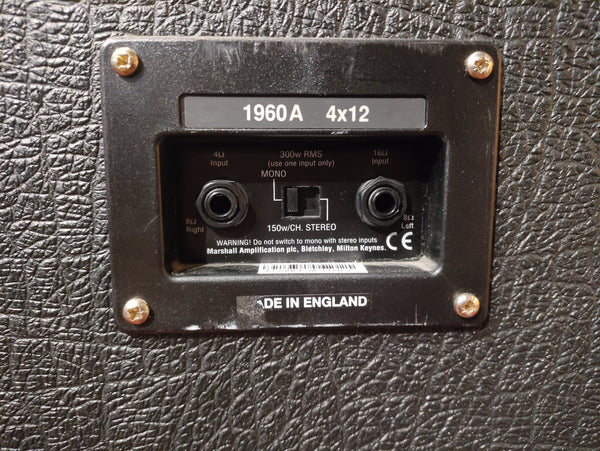 1960A 4x12
4Ω
Input
300w RMS
(use one input only)
16Ω
Input
MONO
8Ω
Right
150w/CH. STEREO
8Ω
Left
WARNING! Do not switch to mono with stereo inputs
Marshall Amplification plc, Bletchley, Milton Keynes.
CE
ADE IN ENGLAND